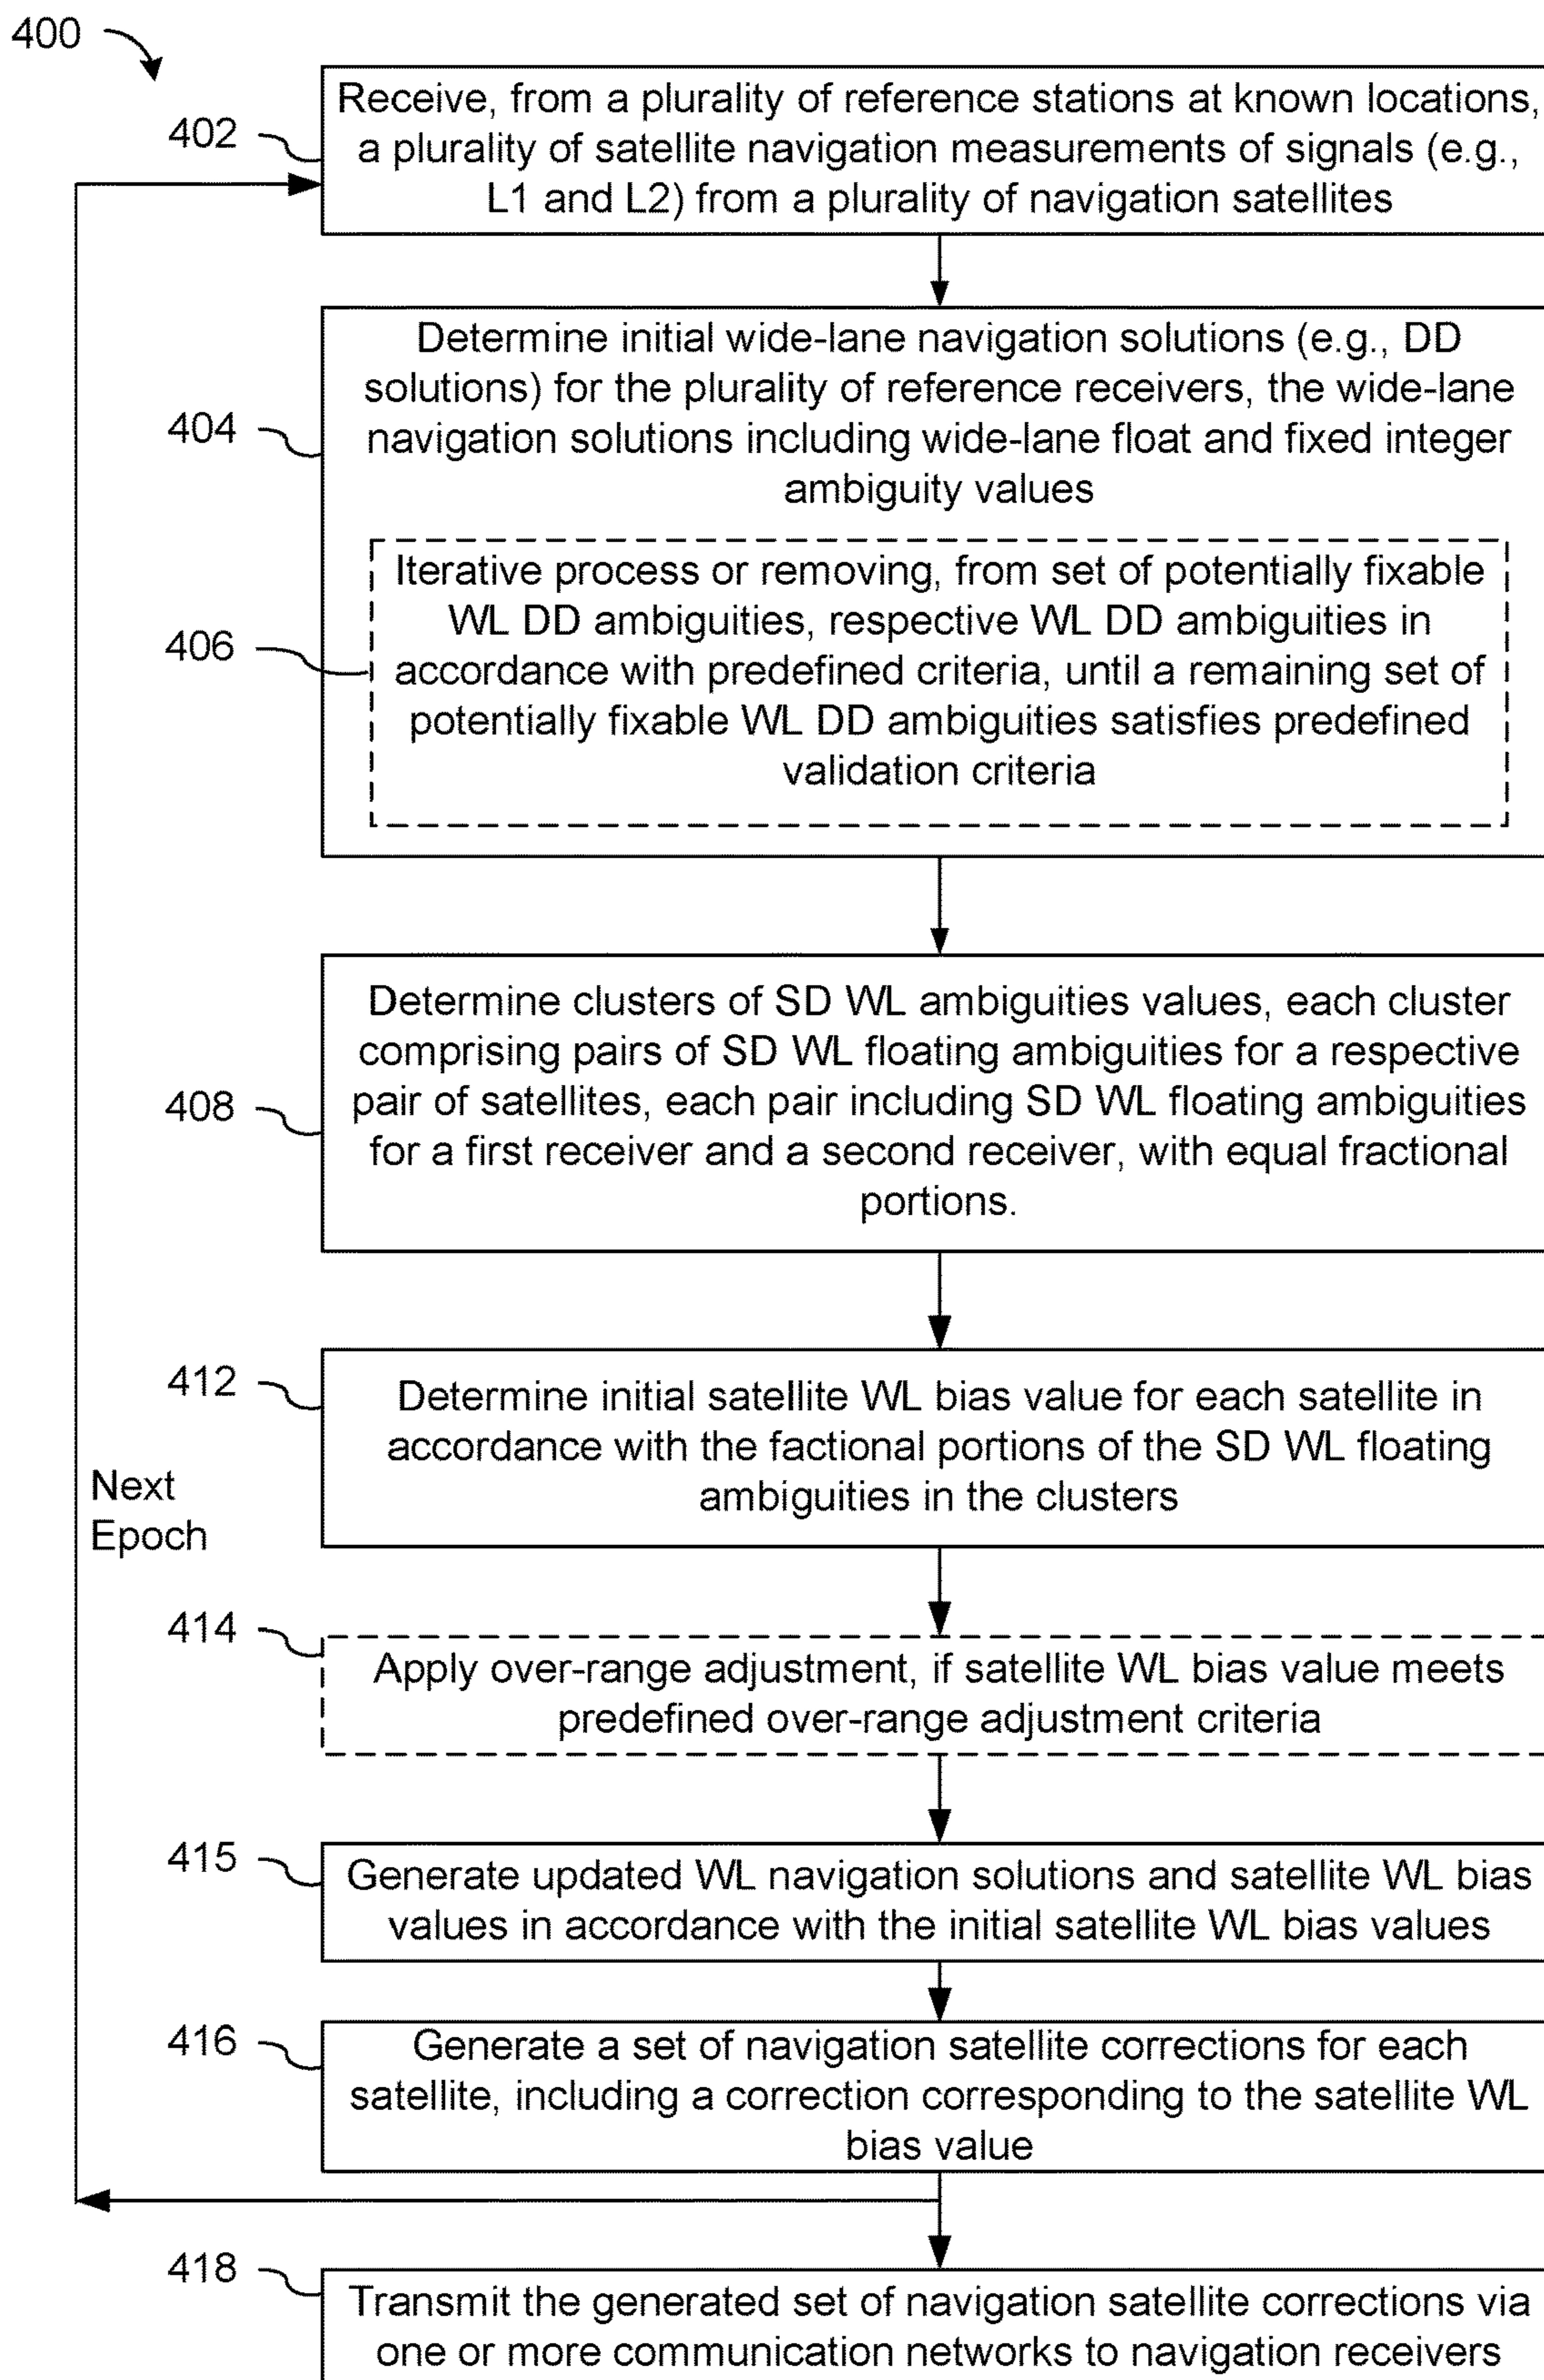 400
402
Receive, from a plurality of reference stations at known locations,
a plurality of satellite navigation measurements of signals (e.g.,
L1 and L2) from a plurality of navigation satellites
404
Determine initial wide-lane navigation solutions (e.g., DD
solutions) for the plurality of reference receivers, the wide-lane
navigation solutions including wide-lane float and fixed integer
ambiguity values
406
Iterative process or removing, from set of potentially fixable
WL DD ambiguities, respective WL DD ambiguities in
accordance with predefined criteria, until a remaining set of
potentially fixable WL DD ambiguities satisfies predefined
validation criteria
408
Determine clusters of SD WL ambiguities values, each cluster
comprising pairs of SD WL floating ambiguities for a respective
pair of satellites, each pair including SD WL floating ambiguities
for a first receiver and a second receiver, with equal fractional
portions.
412
Determine initial satellite WL bias value for each satellite in
accordance with the factional portions of the SD WL floating
ambiguities in the clusters
Next
Epoch
414
Apply over-range adjustment, if satellite WL bias value meets
predefined over-range adjustment criteria
415
Generate updated WL navigation solutions and satellite WL bias
values in accordance with the initial satellite WL bias values
416
Generate a set of navigation satellite corrections for each
satellite, including a correction corresponding to the satellite WL
bias value
418
Transmit the generated set of navigation satellite corrections via
one or more communication networks to navigation receivers